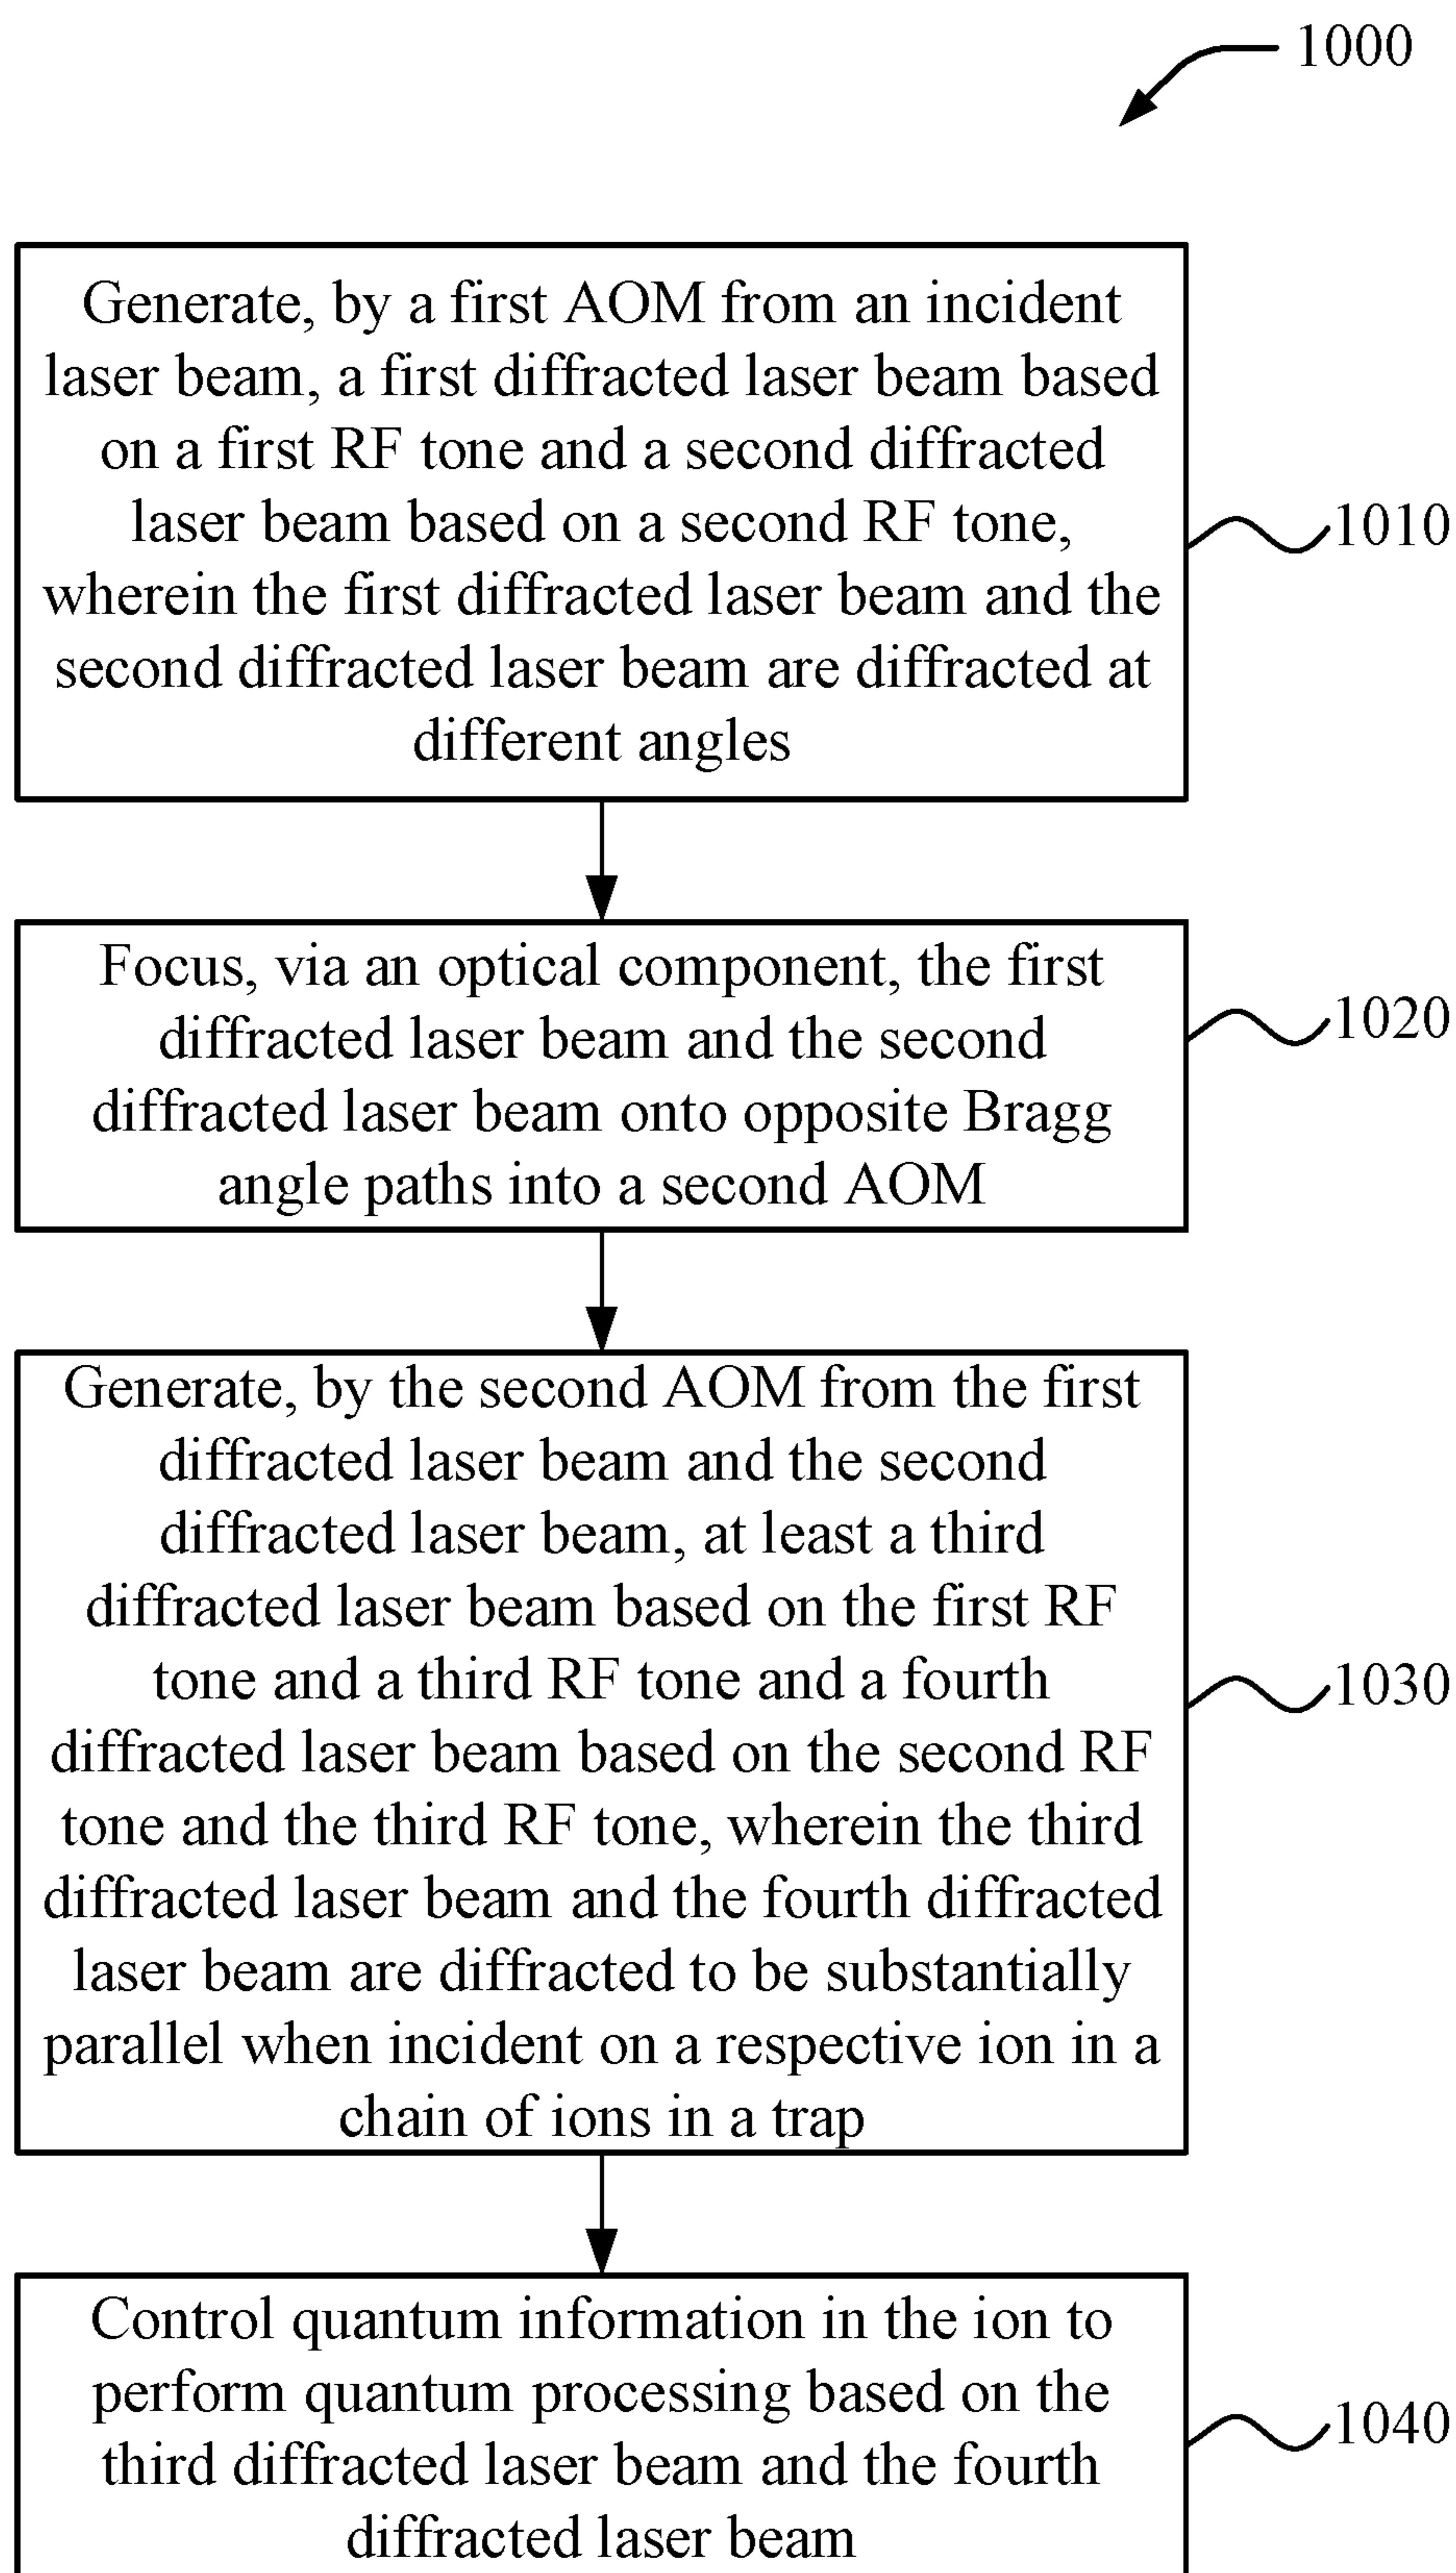 1000
Generate, by a first AOM from an incident
laser beam, a first diffracted laser beam based
on a first RF tone and a second diffracted
laser beam based on a second RF tone,
wherein the first diffracted laser beam and the
second diffracted laser beam are diffracted at
different angles
1010
Focus, via an optical component, the first
diffracted laser beam and the second
diffracted laser beam onto opposite Bragg
angle paths into a second AOM
1020
Generate, by the second AOM from the first
diffracted laser beam and the second
diffracted laser beam, at least a third
diffracted laser beam based on the first RF
tone and a third RF tone and a fourth
diffracted laser beam based on the second RF
tone and the third RF tone, wherein the third
diffracted laser beam and the fourth diffracted
laser beam are diffracted to be substantially
parallel when incident on a respective ion in a
chain of ions in a trap
1030
Control quantum information in the ion to
perform quantum processing based on the
third diffracted laser beam and the fourth
diffracted laser beam
1040